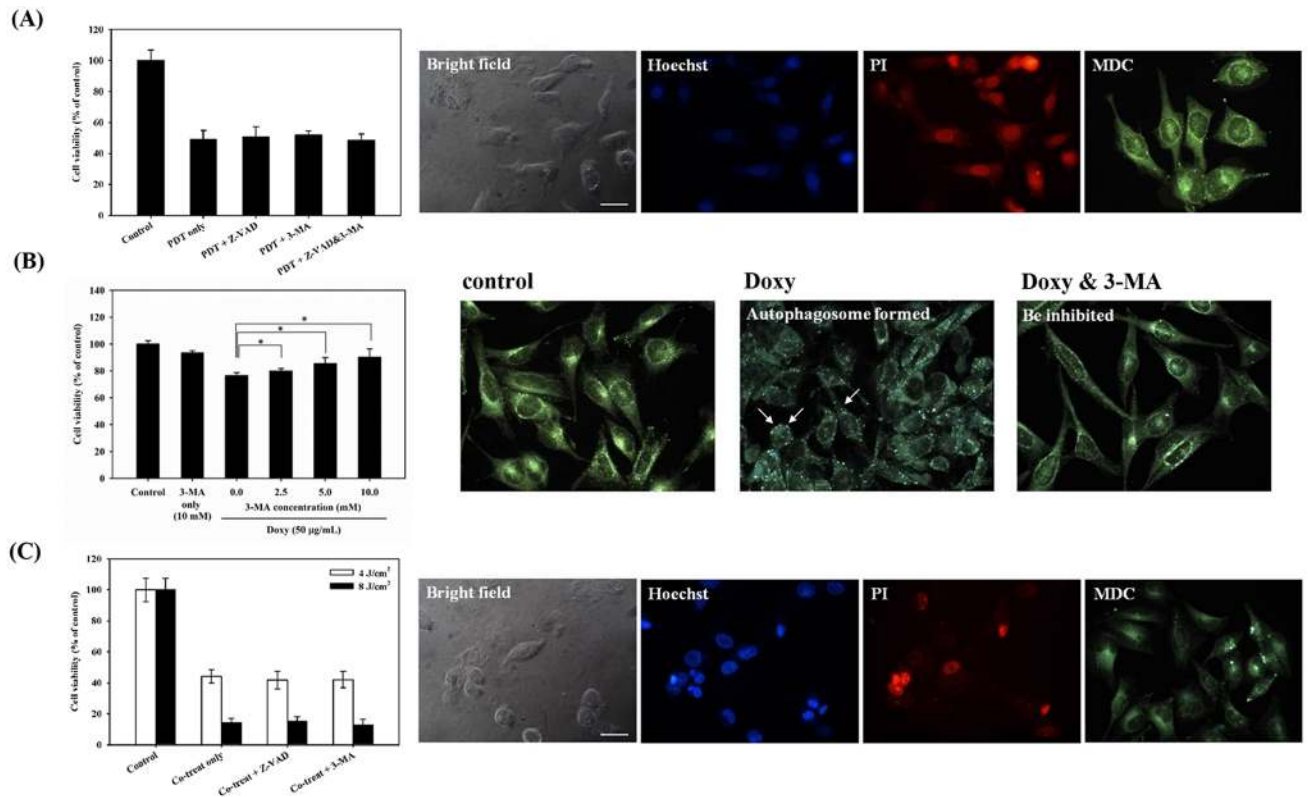 (A)
Cell viability (% of control)
120
100
80
60
40
20
0
Control
PDT only
PDT + Z-VAD
PDT + 3-MA
PDT + Z-VAD&3-MA
Bright field
Hoechst
PI
MDC
(B)
Cell viability (% of control)
140
120
100
80
60
40
20
0
* 
*
*
Control
3-MA
only
(10 mM)
0.0 2.5 5.0 10.0
3-MA concentration (mM)
Doxy (50 µg/mL)
control
Doxy
Autophagosome formed
Doxy & 3-MA
Be inhibited
(C)
Cell viability (% of control)
120
100
80
60
40
20
0
4 J/cm²
8 J/cm²
Control
Co-treat only
Co-treat + Z-VAD
Co-treat + 3-MA
Bright field
Hoechst
PI
MDC